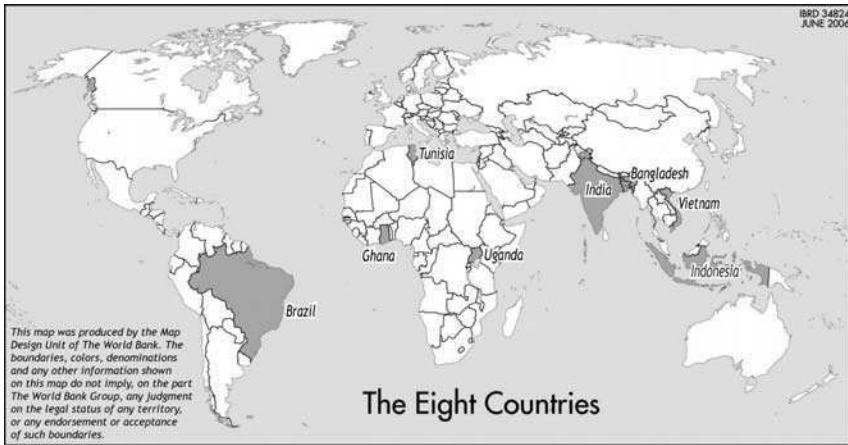 IBRD 34824
JUNE 2006
Tunisia
Bangladesh
India
Vietnam
Ghana
Uganda
Indonesia
Brazil
This map was produced by the Map
Design Unit of The World Bank. The
boundaries, colors, denominations
and any other information shown
on this map do not imply, on the part
The World Bank Group, any judgment
on the legal status of any territory,
or any endorsement or acceptance
of such boundaries.
The Eight Countries